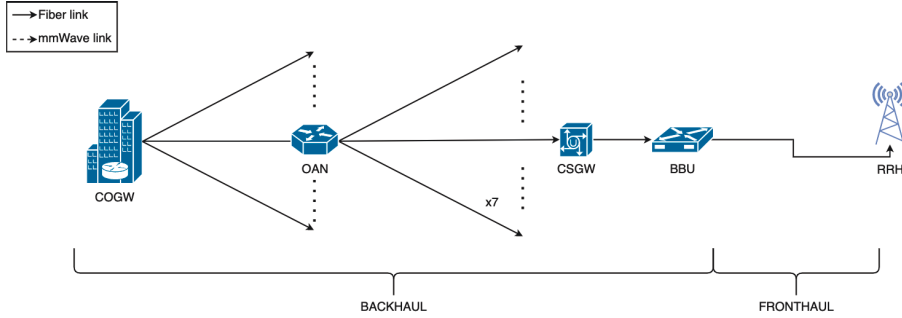 Fiber link
mmWave link
COGW
OAN
x7
CSGW
BBU
RRH
BACKHAUL
FRONTHAUL